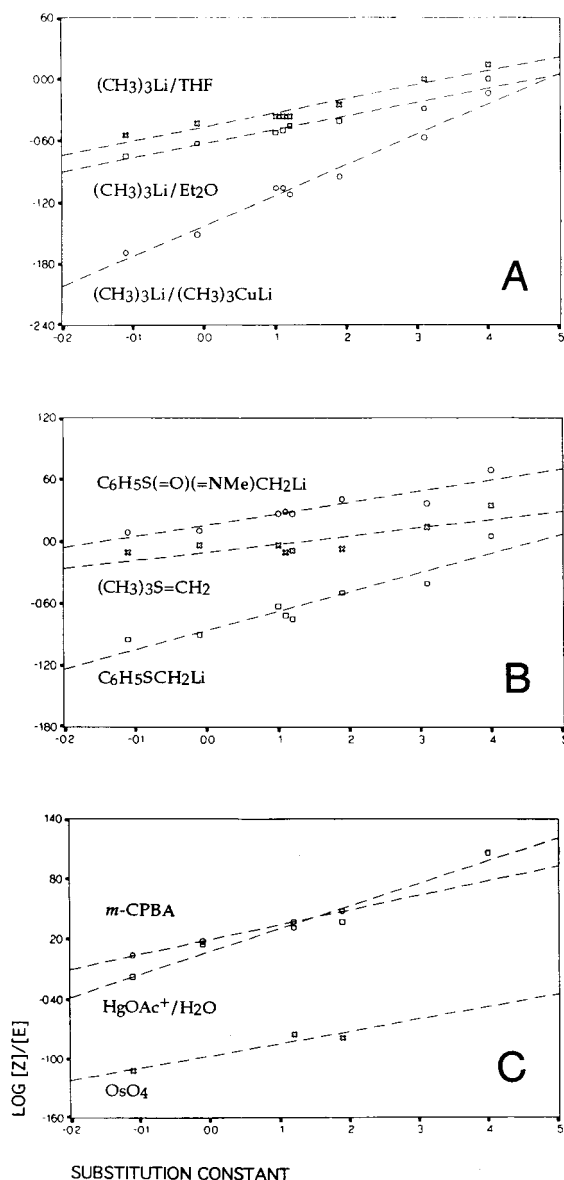 060
000
-060
-120
-180
-240
(CH3)3Li/THF
(CH3)3Li/Et2O
(CH3)3Li/(CH3)3CuLi
A
-02 -01 00 1 2 3 4 5
120
060
000
-060
-120
-180
C6H5S(=O)(=NMe)CH2Li
(CH3)3S=CH2
C6H5SCH2Li
B
-02 -01 00 1 2 3 4 5
140
80
20
-040
-100
-160
m-CPBA
HgOAc+/H2O
OsO4
C
-02 -01 00 1 2 3 4 5
LOG [Z]/[E]
SUBSTITUTION CONSTANT